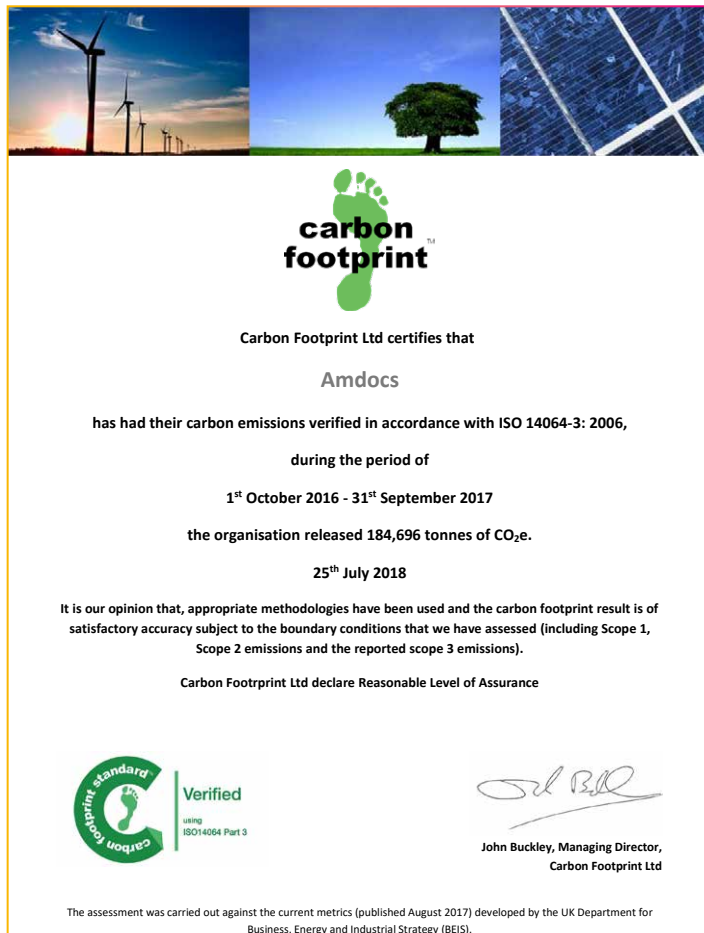 carbon
footprint™
Carbon Footprint Ltd certifies that
Amdocs
has had their carbon emissions verified in accordance with ISO 14064-3: 2006,
during the period of
1st October 2016 - 31st September 2017
the organisation released 184,696 tonnes of CO₂e.
25th July 2018
It is our opinion that, appropriate methodologies have been used and the carbon footprint result is of
satisfactory accuracy subject to the boundary conditions that we have assessed (including Scope 1,
Scope 2 emissions and the reported scope 3 emissions).
Carbon Footrprint Ltd declare Reasonable Level of Assurance
carbon footprint standard
Verified
using
ISO14064 Part 3
John Buckley, Managing Director,
Carbon Footprint Ltd
The assessment was carried out against the current metrics (published August 2017) developed by the UK Department for
Business, Energy and Industrial Strategy (BEIS).